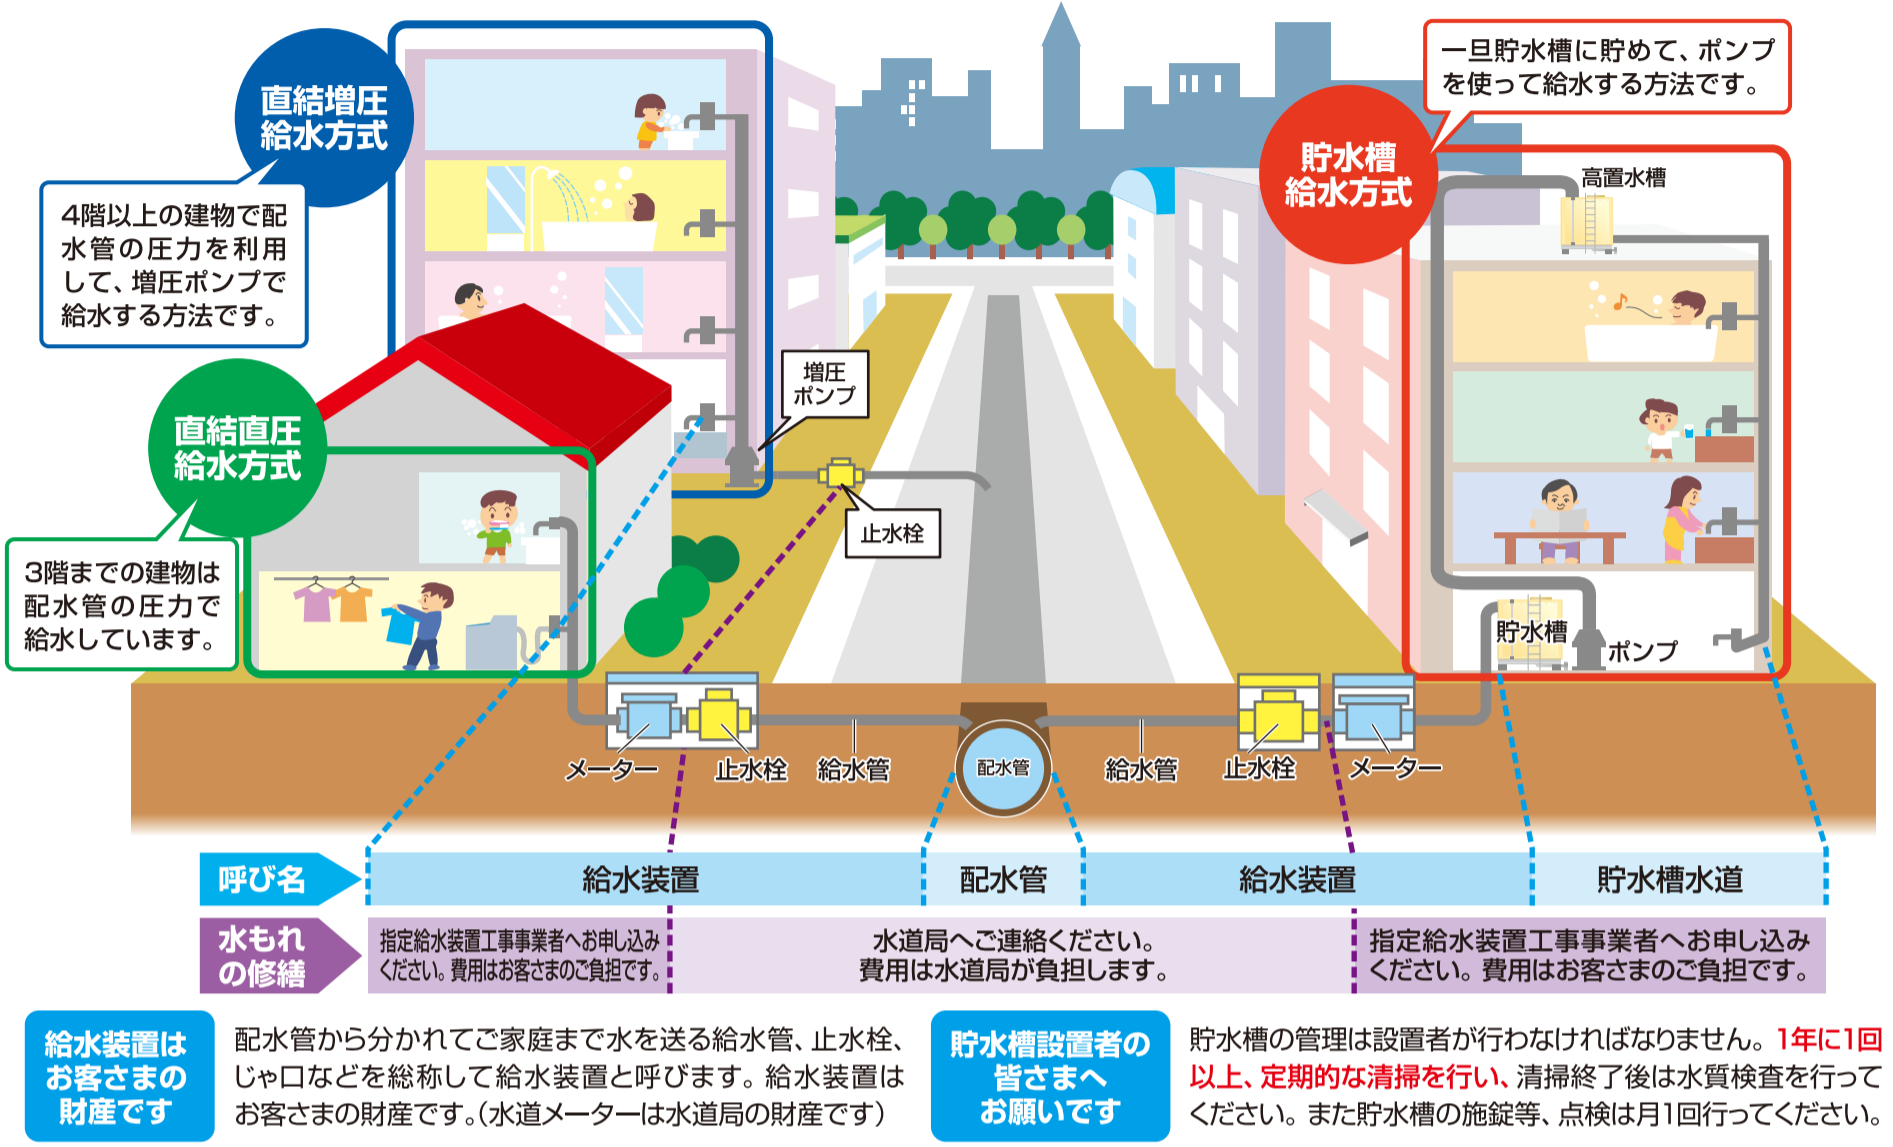 直結増圧
給水方式
4階以上の建物で配
水管の圧力を利用
して、増圧ポンプで
給水する方法です。
直結直圧
給水方式
3階までの建物は
配水管の圧力で
給水しています。
増圧
ポンプ
止水栓
一旦貯水槽に貯めて、ポンプ
を使って給水する方法です。
貯水槽
給水方式
高置水槽
貯水槽
ポンプ
メーター
止水栓
給水管
配水管
給水管
止水栓
メーター
呼び名
給水装置
配水管
給水装置
貯水槽水道
水もれ
の修繕
指定給水装置工事事業者へお申し込み
ください。費用はお客さまのご負担です。
水道局へご連絡ください。
費用は水道局が負担します。
指定給水装置工事事業者へお申し込み
ください。費用はお客さまのご負担です。
給水装置は
お客さまの
財産です
配水管から分かれてご家庭まで水を送る給水管、止水栓、
じゃ口などを総称して給水装置と呼びます。給水装置は
お客さまの財産です。（水道メーターは水道局の財産です）
貯水槽設置者の
皆さまへ
お願いです
貯水槽の管理は設置者が行わなければなりません。1年に1回
以上、定期的な清掃を行い、清掃終了後は水質検査を行って
ください。また貯水槽の施錠等、点検は月1回行ってください。